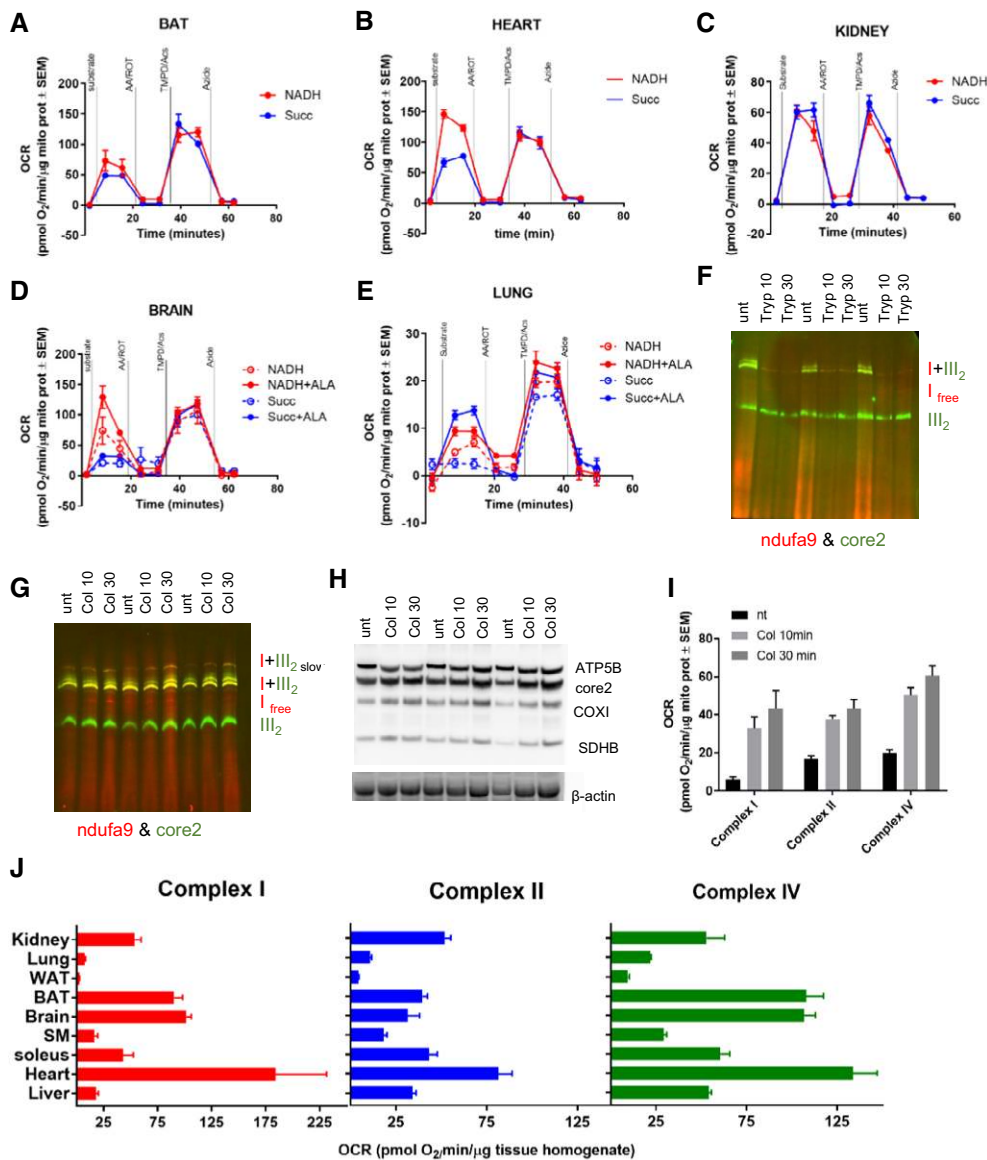 A
BAT
substrate
AA/ROT
TMPD/Acs
Azide
OCR
(pmol O2/min/µg mito prot ± SEM)
200
150
100
50
0
-50
20
40
60
80
Time (minutes)
NADH
Succ
B
HEART
substrate
AA/ROT
TMPD/Acs
Azide
OCR
(pmol O2/min/µg mito prot ± SEM)
200
150
100
50
0
-50
20
40
60
80
time (min)
NADH
Succ
C
KIDNEY
Substrate
AA/ROT
TMPD/Acs
Azide
OCR
(pmol O2/min/µg mito prot ± SEM)
100
80
60
40
20
0
-20
20
40
60
Time (minutes)
NADH
Succ
D
BRAIN
substrate
AA/ROT
TMPD/Acs
Azide
OCR
(pmol O2/min/µg mito prot ± SEM)
200
150
100
50
0
-50
20
40
60
80
Time (minutes)
NADH
NADH+ALA
Succ
Succ+ALA
E
LUNG
Substrate
AA/ROT
TMPD/Acs
Azide
OCR
(pmol O2/min/µg mito prot ± SEM)
30
20
10
0
-10
20
40
60
Time (minutes)
NADH
NADH+ALA
Succ
Succ+ALA
F
unt
Tryp 10
Tryp 30
unt
Tryp 10
Tryp 30
unt
Tryp 10
Tryp 30
I+III2
I free
III2
ndufa9 & core2
G
unt
Col 10
Col 30
unt
Col 10
Col 30
unt
Col 10
Col 30
I+III2 slov
I+III2
I free
III2
ndufa9 & core2
H
unt
Col 10
Col 30
unt
Col 10
Col 30
unt
Col 10
Col 30
ATP5B
core2
COXI
SDHB
β-actin
I
nt
Col 10min
Col 30 min
OCR
(pmol O2/min/µg mito prot ± SEM)
80
60
40
20
0
Complex I
Complex II
Complex IV
J
Complex I
Complex II
Complex IV
Kidney
Lung
WAT
BAT
Brain
SM
soleus
Heart
Liver
25
75
125
175
225
25
75
125
25
75
125
OCR (pmol O2/min/µg tissue homogenate)